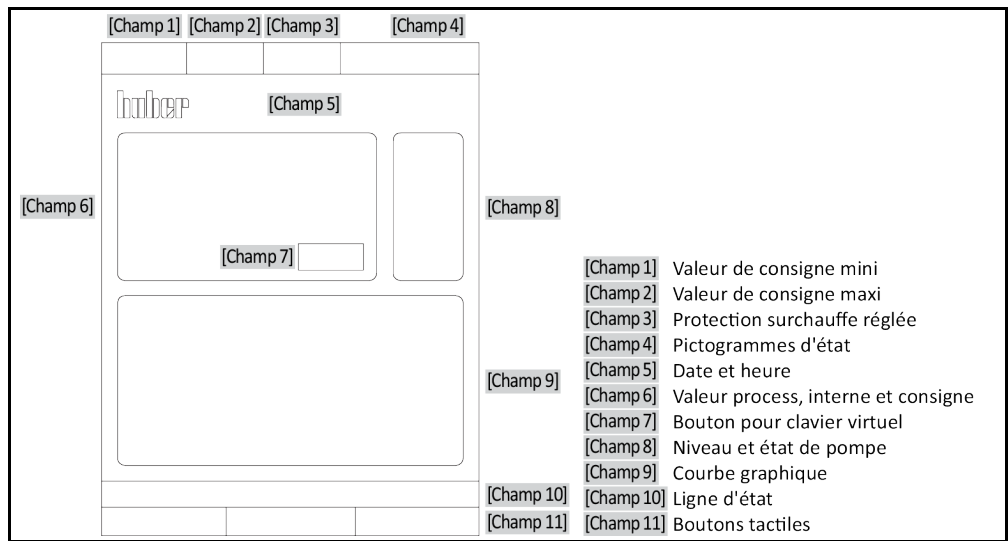 [Champ 1] [Champ 2] [Champ 3] [Champ 4]
huber
[Champ 5]
[Champ 6]
[Champ 8]
[Champ 7]
[Champ 9]
[Champ 10]
[Champ 11]
[Champ 1] Valeur de consigne mini
[Champ 2] Valeur de consigne maxi
[Champ 3] Protection surchauffe réglée
[Champ 4] Pictogrammes d'état
[Champ 5] Date et heure
[Champ 6] Valeur process, interne et consigne
[Champ 7] Bouton pour clavier virtuel
[Champ 8] Niveau et état de pompe
[Champ 9] Courbe graphique
[Champ 10] Ligne d'état
[Champ 11] Boutons tactiles